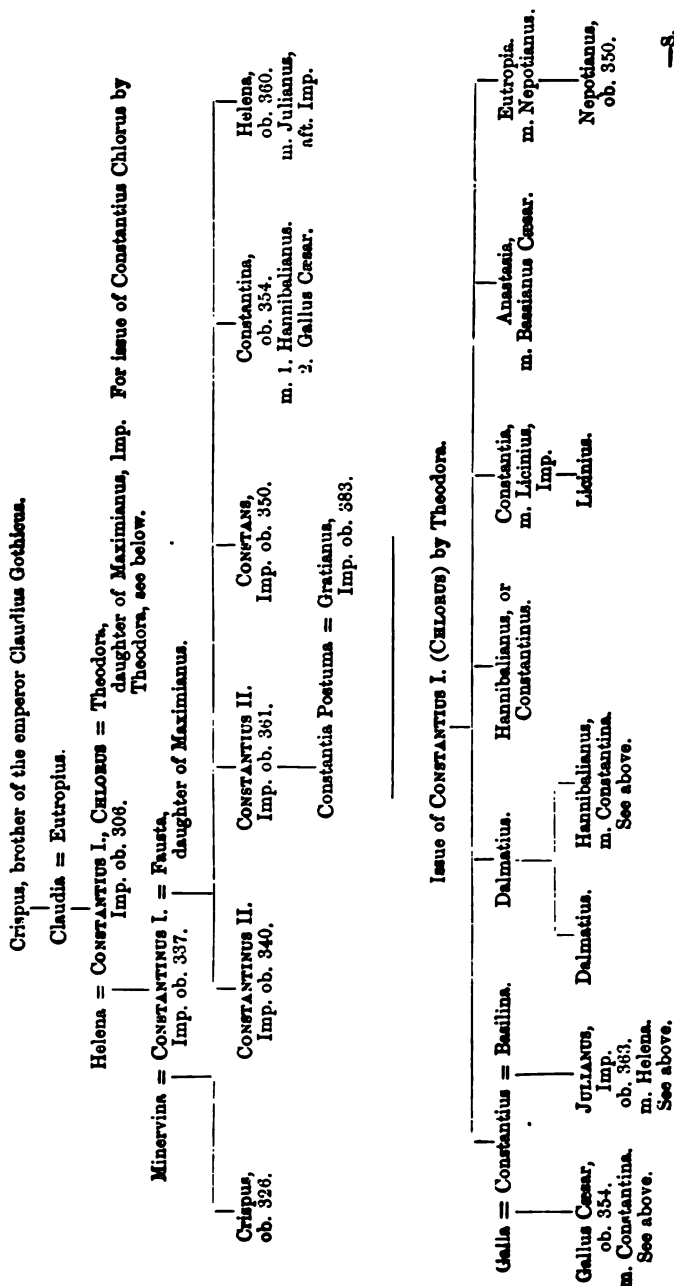 Crispus, brother of the emperor Claudius Gothicus.
Claudia = Eutropius.
Helena = CONSTANTIUS I., CHLORUS = Theodora,
Imp. ob. 306.
daughter of Maximianus, Imp. For issue of Constantius Chlorus by
Theodora, see below.
Minervina = CONSTANTINUS I. = Fausta,
Imp. ob. 337.
daughter of Maximianus.
Crispus,
ob. 326.
CONSTANTINUS II.
Imp. ob. 340.
CONSTANTIUS II.
Imp. ob. 361.
CONSTANS,
Imp. ob. 350.
Constantina,
ob. 354.
m. 1. Hannibalianus.
2. Gallus Cæsar.
Helena,
ob. 360.
m. Julianus,
aft. Imp.
Constantia Postuma = Gratianus,
Imp. ob. 383.
Issue of CONSTANTIUS I. (CHLORUS) by Theodora.
Galla = Constantius = Basilina.
Dalmatius.
Hannibalianus, or
Constantinus.
Constantia,
m. Licinius,
Imp.
Anastasia,
m. Bassianus Cæsar.
Eutropia.
m. Nepotianus.
Gallus Cæsar,
ob. 354.
m. Constantina.
See above.
JULIANUS,
Imp.
ob. 363.
m. Helena.
See above.
Dalmatius.
Hannibalianus,
m. Constantina.
See above.
Licinius.
Nepotianus,
ob. 350.
—S.